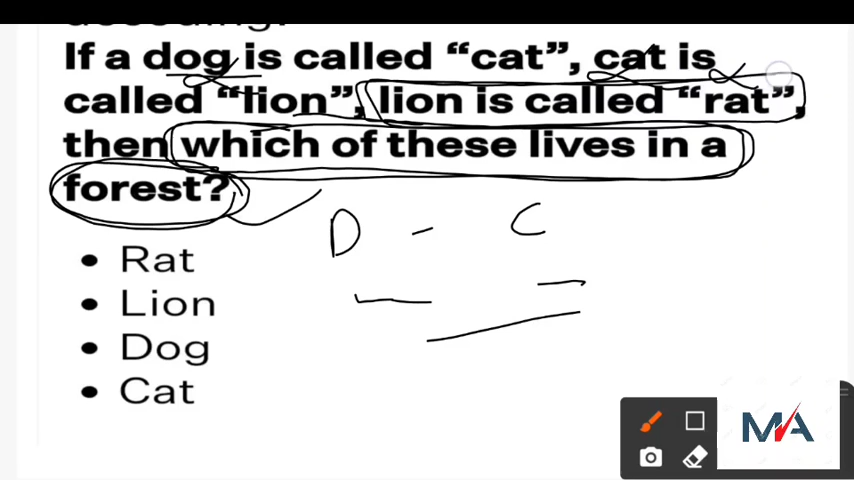 If a dog is called “cat”, cat is
called “lion”, lion is called “rat”,
then which of these lives in a
forest?
D - C
• Rat
• Lion
• Dog
• Cat
MA